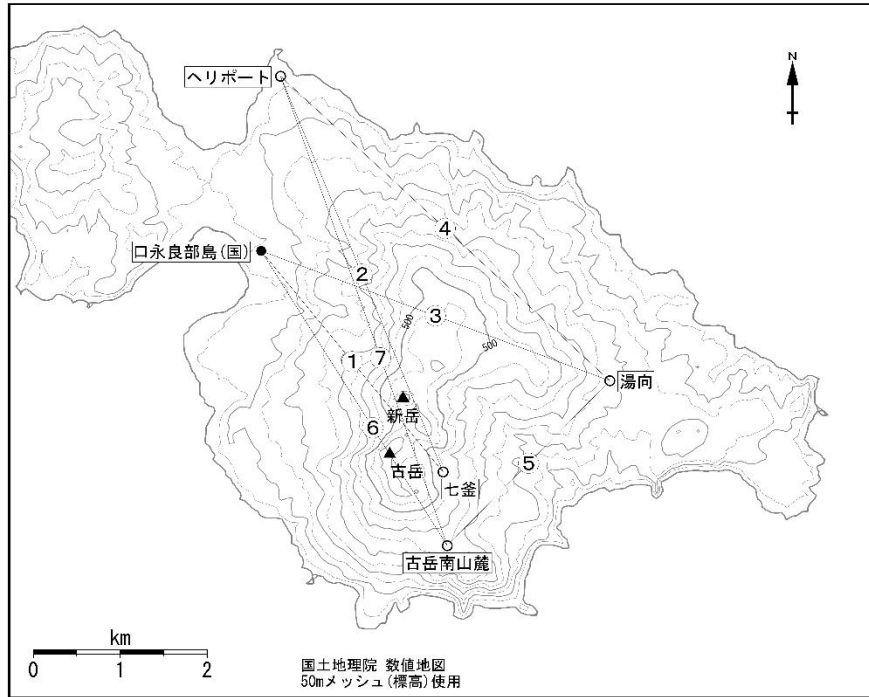 N
ヘリポート
4
口永良部島(国)
2
3
500
500
1
7
湯向
新岳
6
古岳
5
七釜
古岳南山麓
km
0 1 2
国土地理院 数値地図
50mメッシュ(標高)使用